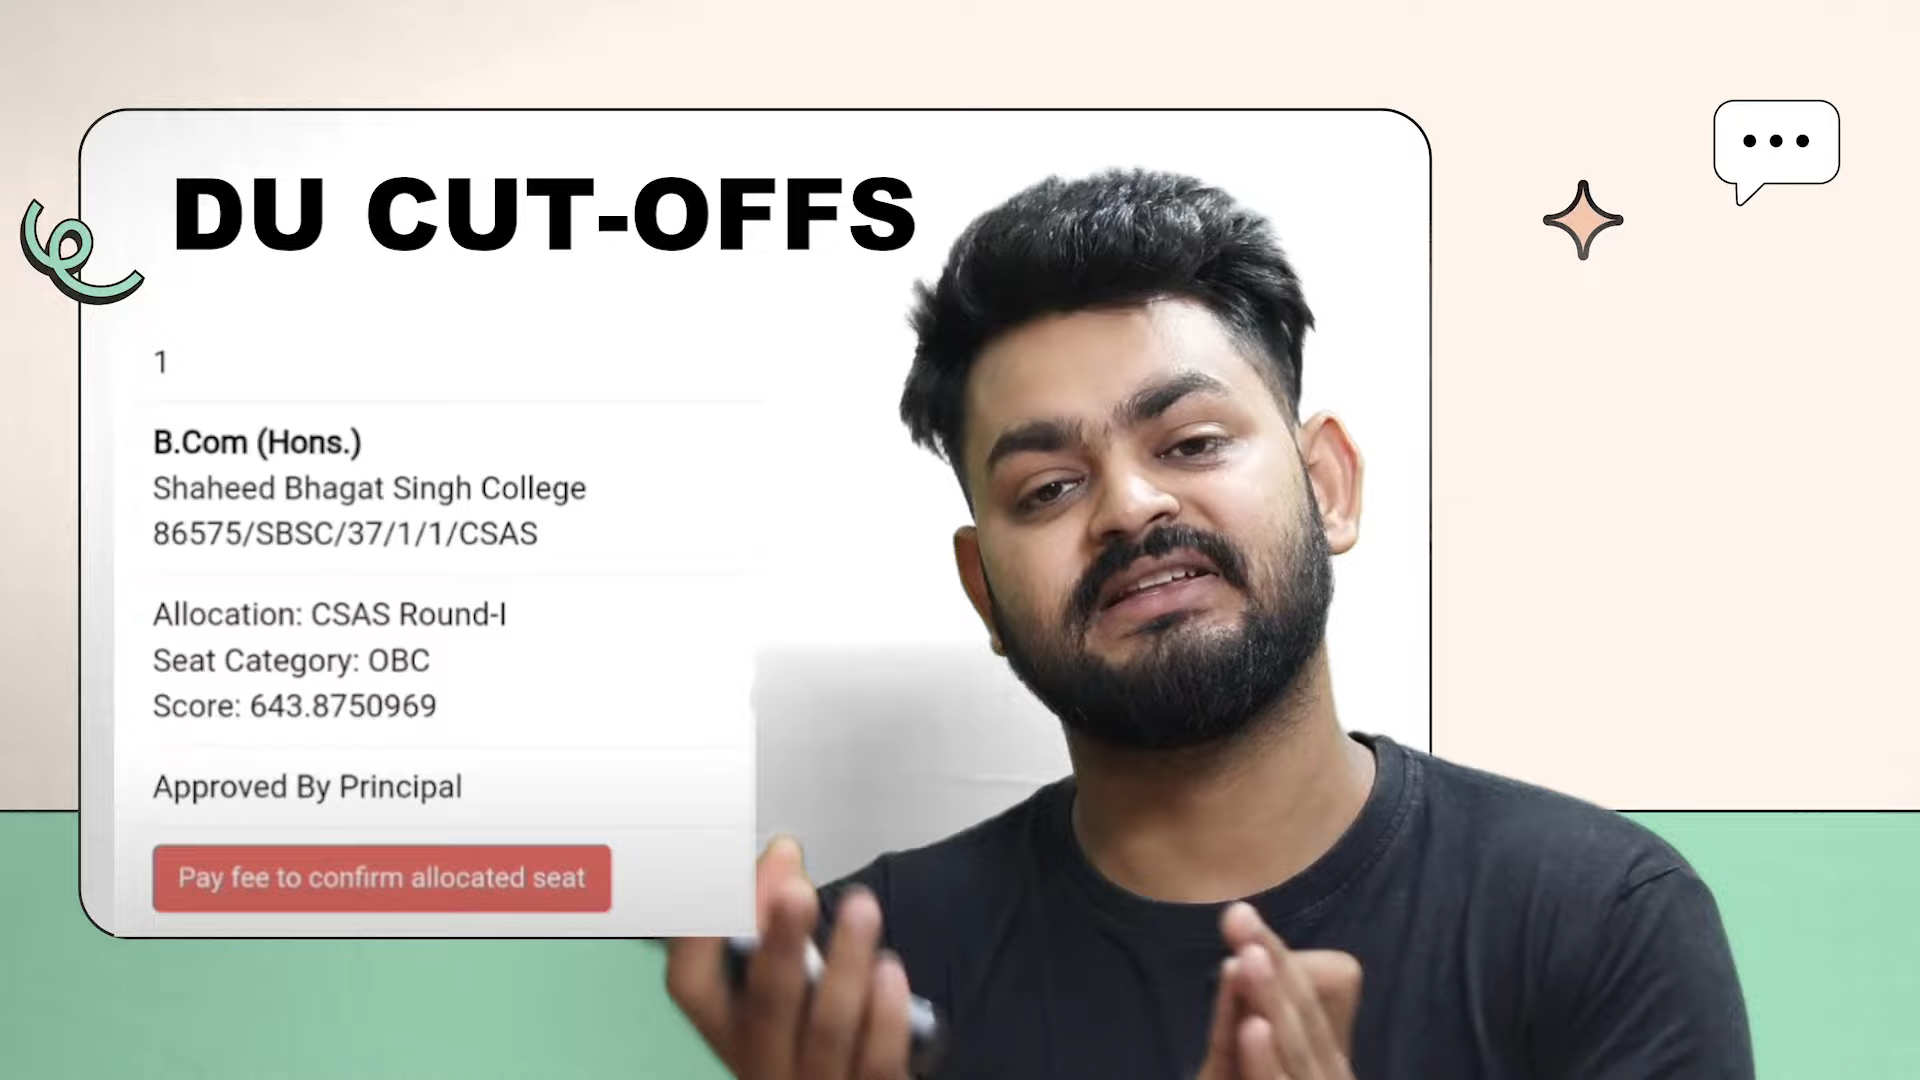 DU CUT-OFFS
1
B.Com (Hons.)
Shaheed Bhagat Singh College
86575/SBSC/37/1/1/CSAS
Allocation: CSAS Round-I
Seat Category: OBC
Score: 643.8750969
Approved By Principal
Pay fee to confirm allocated seat